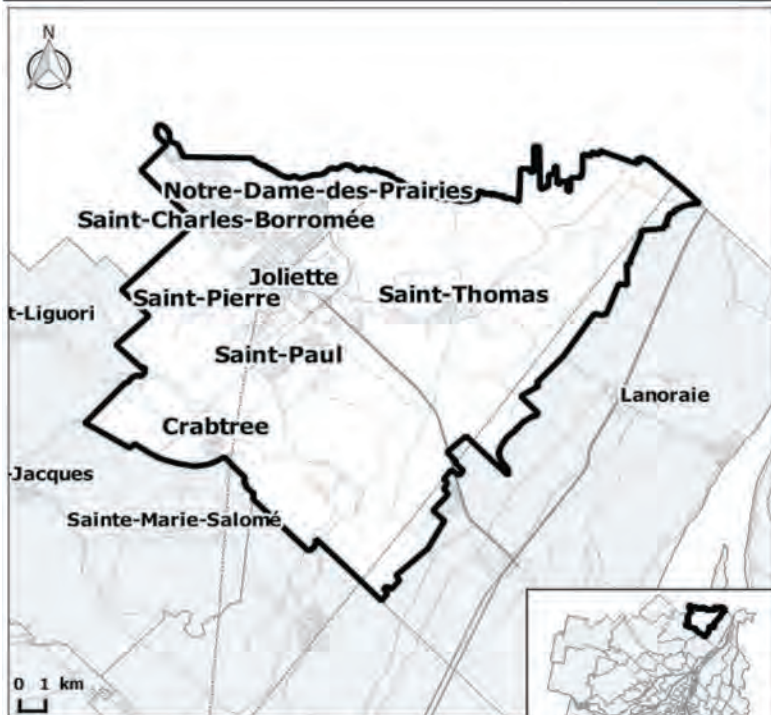 N
Notre-Dame-des-Prairies
Saint-Charles-Borromée
Joliette
Saint-Pierre
Saint-Thomas
t-Liguori
Saint-Paul
Lanoraie
Crabtree
-Jacques
Sainte-Marie-Salomé
0 1 km